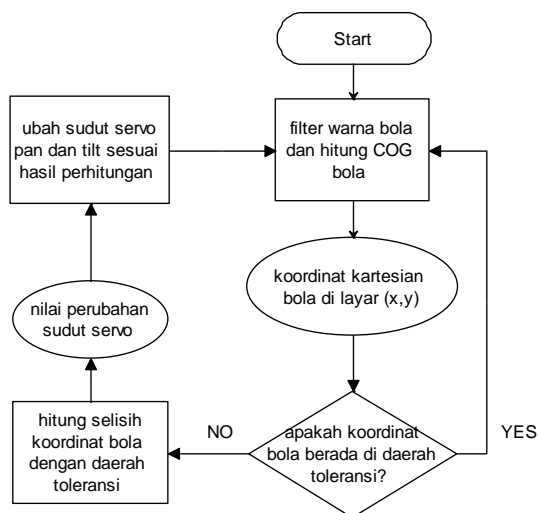 Start
filter warna bola
dan hitung COG
bola
koordinat kartesian
bola di layar (x,y)
apakah koordinat
bola berada di daerah
toleransi?
YES
NO
hitung selisih
koordinat bola
dengan daerah
toleransi
nilai perubahan
sudut servo
ubah sudut servo
pan dan tilt sesuai
hasil perhitungan